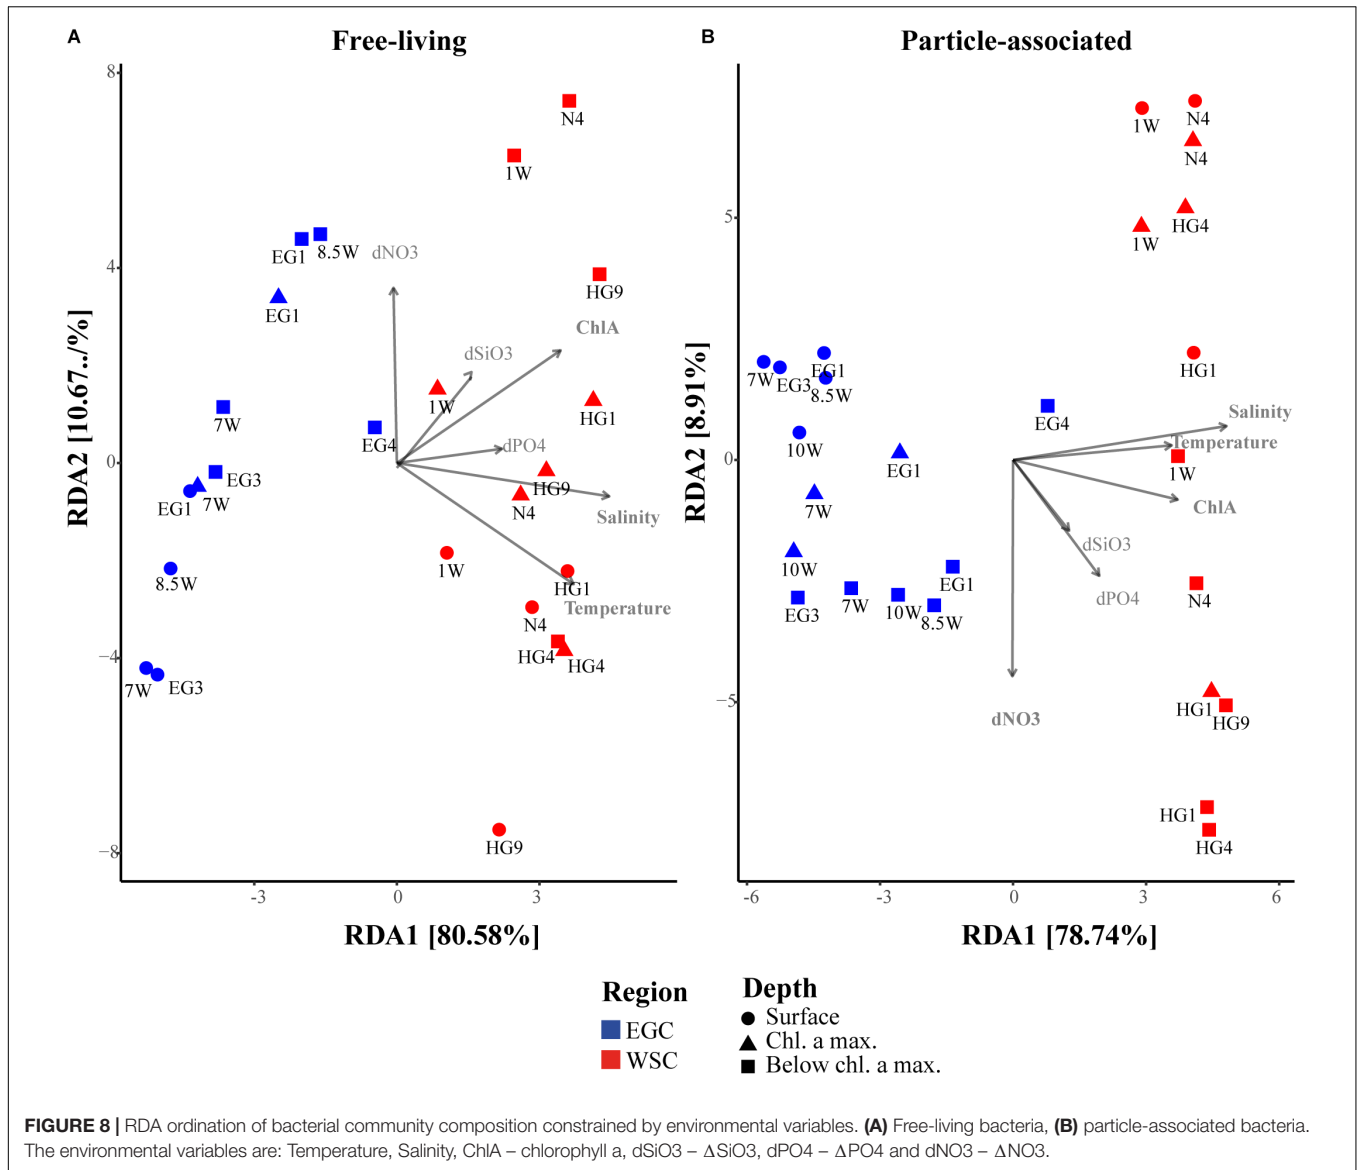 A
Free-living
8
4
0
−4
−8
RDA2 [10.67../%]
N4
1W
EG1
8.5W
dNO3
HG9
EG1
ChlA
dSiO3
1W
HG1
7W
EG4
dPO4
EG3
HG9
EG1
7W
N4
Salinity
8.5W
1W
HG1
Temperature
N4
HG4
HG4
7W
EG3
HG9
-3
0
3
RDA1 [80.58%]
B
Particle-associated
5
0
−5
RDA2 [8.91%]
1W
N4
N4
HG4
1W
HG1
7W
EG3
EG1
8.5W
EG4
Salinity
10W
Temperature
EG1
1W
7W
ChlA
dSiO3
10W
EG1
dPO4
N4
EG3
7W
10W
8.5W
HG1
HG9
dNO3
HG1
HG4
-6
-3
0
3
6
RDA1 [78.74%]
Region
EGC
WSC
Depth
Surface
Chl. a max.
Below chl. a max.
FIGURE 8 | RDA ordination of bacterial community composition constrained by environmental variables. (A) Free-living bacteria, (B) particle-associated bacteria.
The environmental variables are: Temperature, Salinity, ChlA – chlorophyll a, dSiO3 – ΔSiO3, dPO4 – ΔPO4 and dNO3 – ΔNO3.